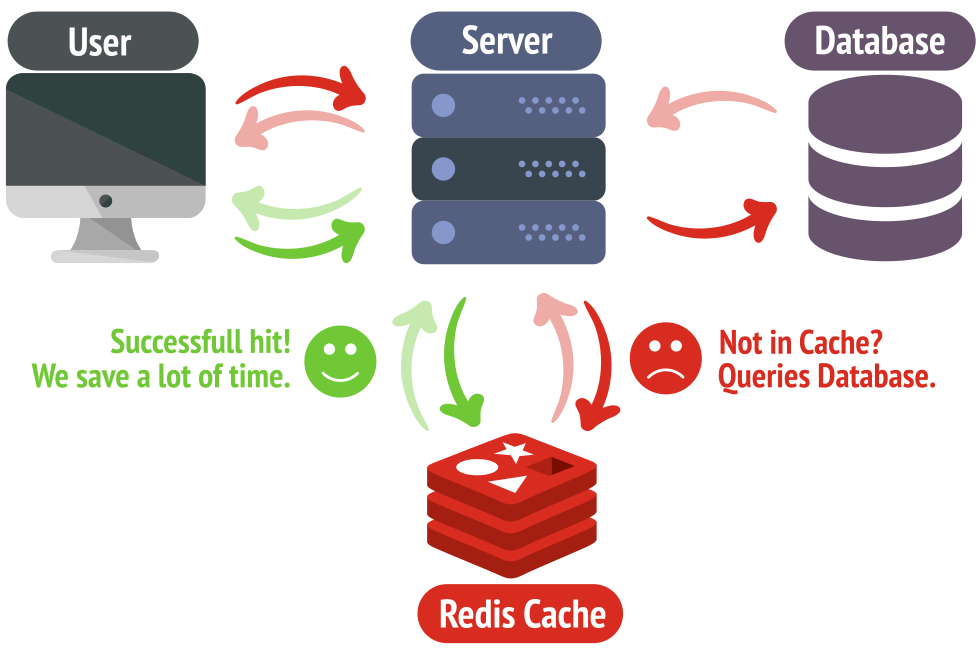 User
Server
Database
Successfull hit!
We save a lot of time.
Not in Cache?
Queries Database.
Redis Cache